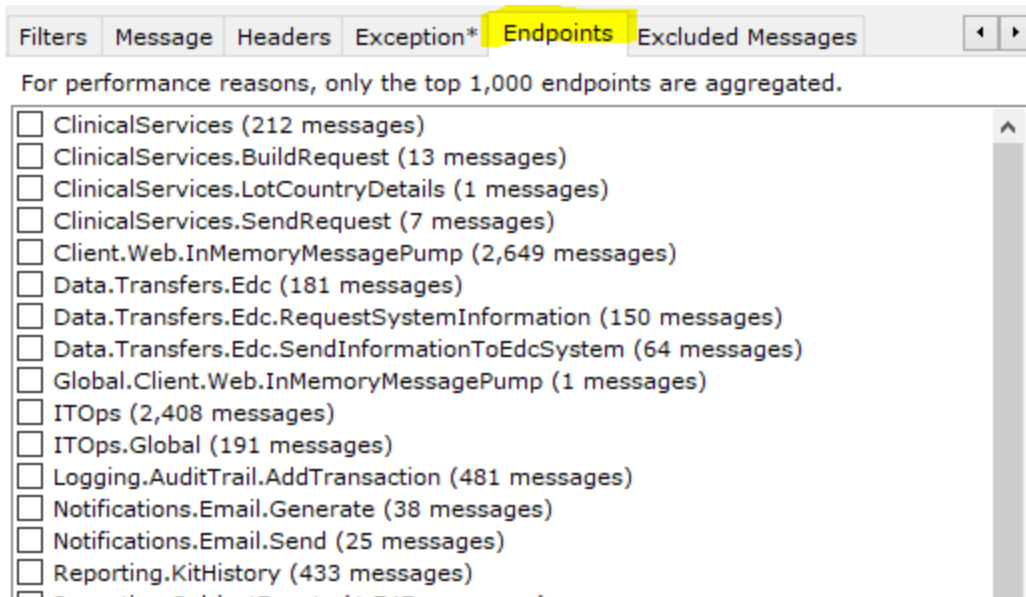 Filters Message Headers Exception* Endpoints Excluded Messages
For performance reasons, only the top 1,000 endpoints are aggregated.
ClinicalServices (212 messages)
ClinicalServices.BuildRequest (13 messages)
ClinicalServices.LotCountryDetails (1 messages)
ClinicalServices.SendRequest (7 messages)
Client.Web.InMemoryMessagePump (2,649 messages)
Data.Transfers.Edc (181 messages)
Data.Transfers.Edc.RequestSystemInformation (150 messages)
Data.Transfers.Edc.SendInformationToEdcSystem (64 messages)
Global.Client.Web.InMemoryMessagePump (1 messages)
ITOps (2,408 messages)
ITOps.Global (191 messages)
Logging.AuditTrail.AddTransaction (481 messages)
Notifications.Email.Generate (38 messages)
Notifications.Email.Send (25 messages)
Reporting.KitHistory (433 messages)